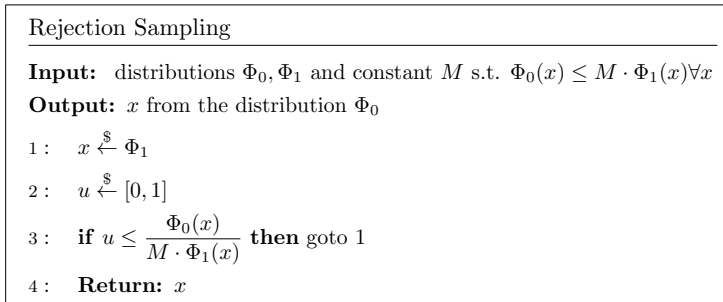 Rejection Sampling
Input: distributions Φ₀, Φ₁ and constant M s.t. Φ₀(x) ≤ M · Φ₁(x)∀x
Output: x from the distribution Φ₀
1 : x ←$ Φ₁
2 : u ←$ [0, 1]
3 : if u ≤ Φ₀(x) / (M · Φ₁(x)) then goto 1
4 : Return: x